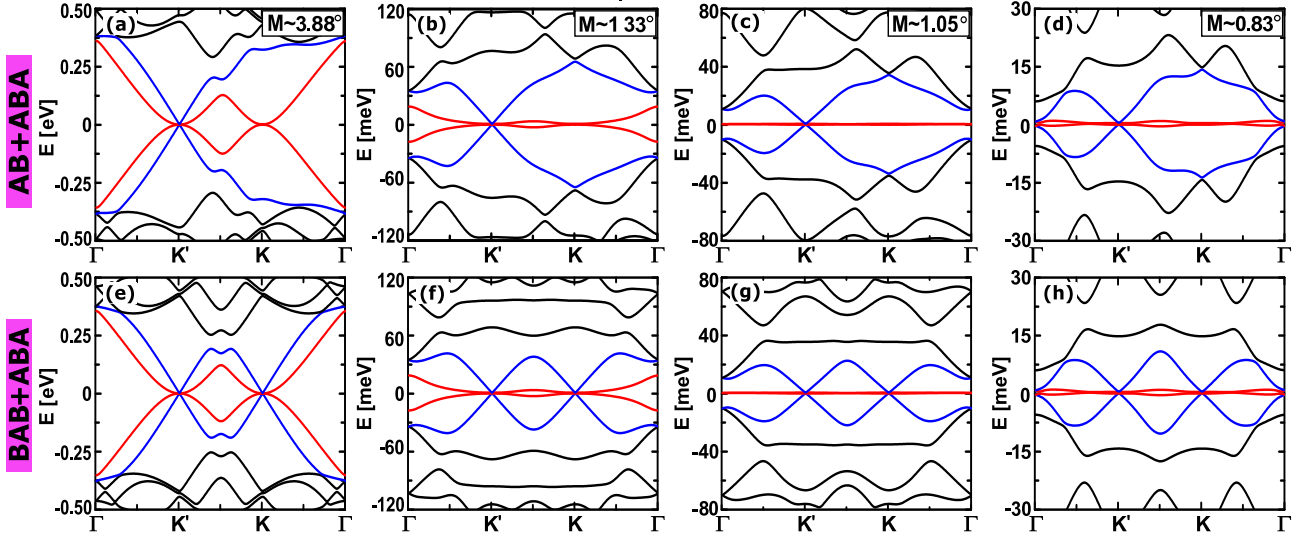 AB+ABA
(a)
M~3.88°
0.50
0.25
0
-0.25
-0.50
E [eV]
Γ K' K Γ
(b)
M~1 33°
120
60
0
-60
-120
E [meV]
Γ K' K Γ
(c)
M~1.05°
80
40
0
-40
-80
E [meV]
Γ K' K Γ
(d)
M~0.83°
30
15
0
-15
-30
E [meV]
Γ K' K Γ
BAB+ABA
(e)
0.50
0.25
0
-0.25
-0.50
E [eV]
Γ K' K Γ
(f)
120
60
0
-60
-120
E [meV]
Γ K' K Γ
(g)
80
40
0
-40
-80
E [meV]
Γ K' K Γ
(h)
30
15
0
-15
-30
E [meV]
Γ K' K Γ